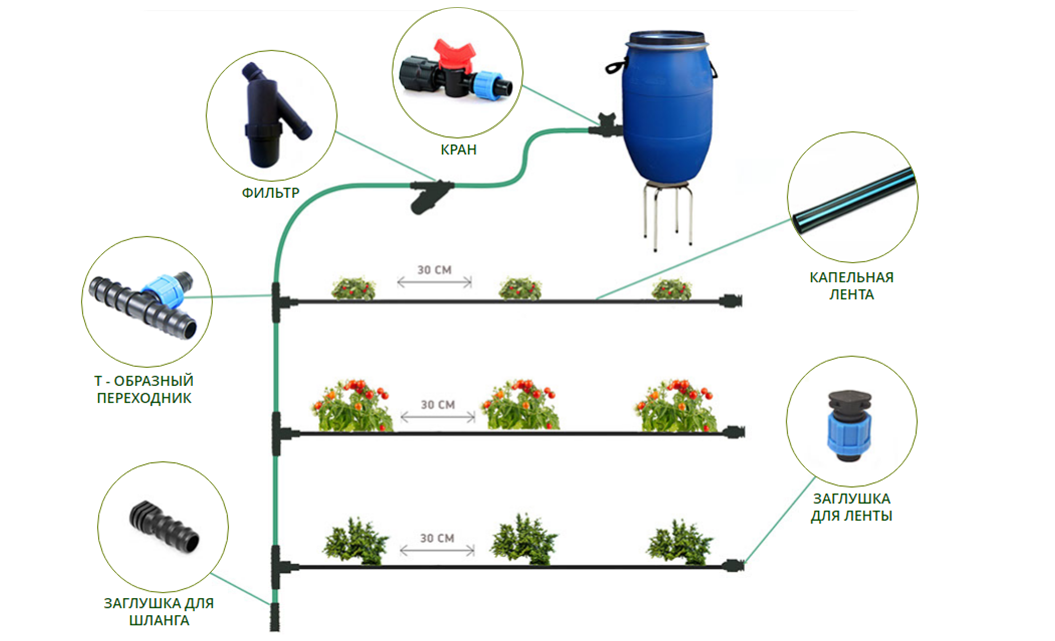 КРАН
ФИЛЬТР
30 СМ
КАПЕЛЬНАЯ
ЛЕНТА
Т - ОБРАЗНЫЙ
ПЕРЕХОДНИК
30 СМ
ЗАГЛУШКА
ДЛЯ ЛЕНТЫ
30 СМ
ЗАГЛУШКА ДЛЯ
ШЛАНГА